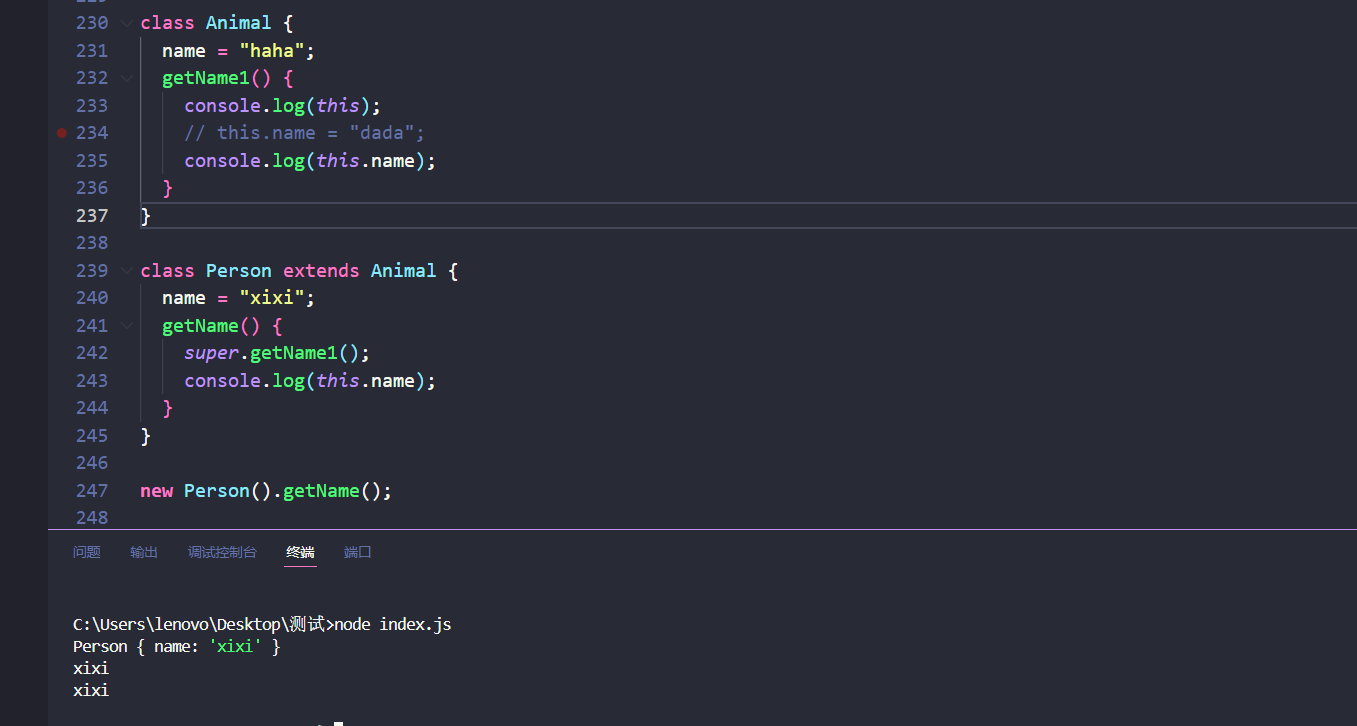 230 class Animal {
231   name = "haha";
232   getName1() {
233     console.log(this);
234     // this.name = "dada";
235     console.log(this.name);
236   }
237 }
238
239 class Person extends Animal {
240   name = "xixi";
241   getName() {
242     super.getName1();
243     console.log(this.name);
244   }
245 }
246
247 new Person().getName();
248
问题 输出 调试控制台 终端 端口
C:\Users\lenovo\Desktop\测试>node index.js
Person { name: 'xixi' }
xixi
xixi